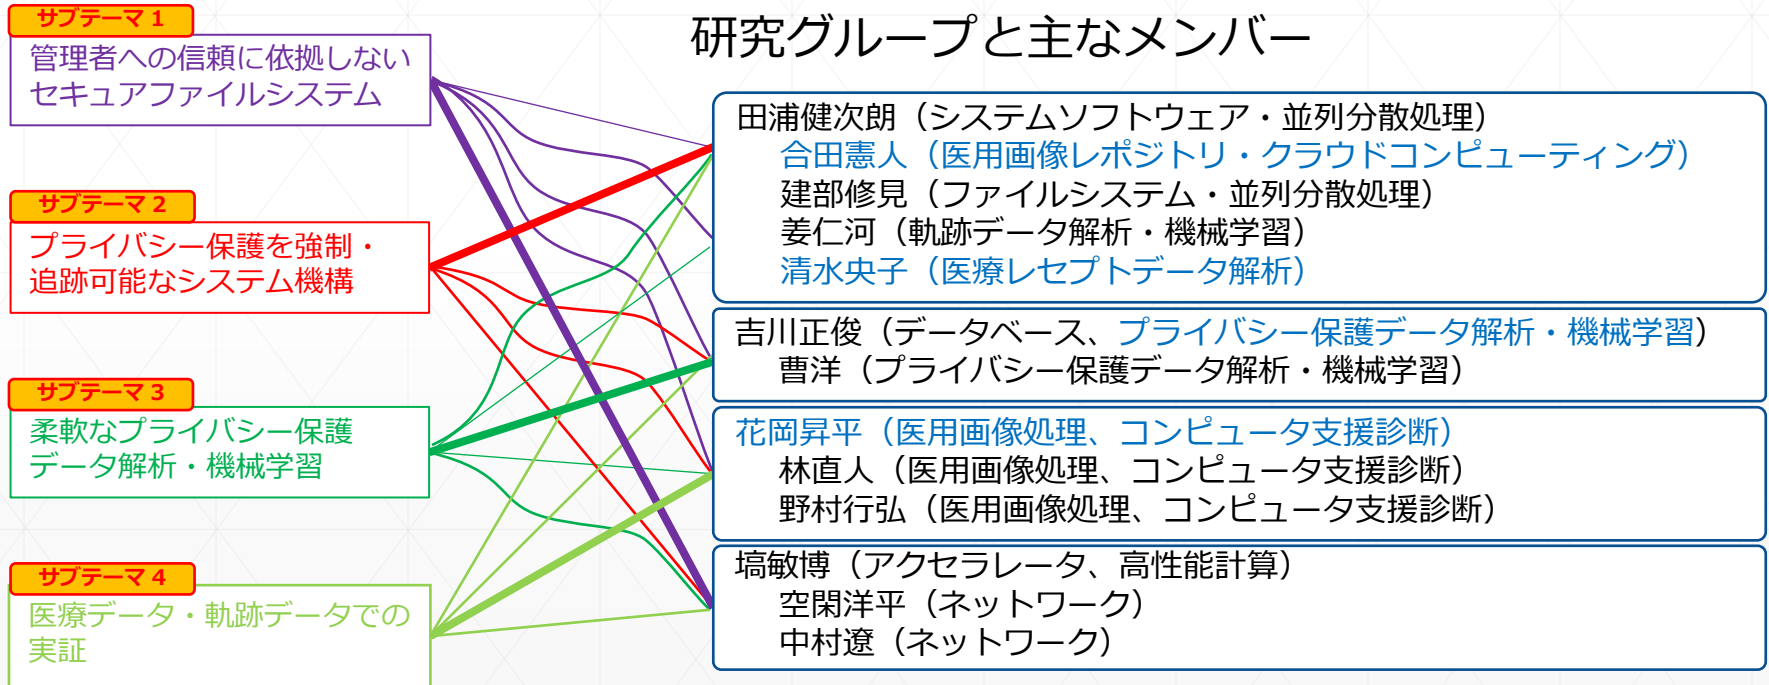 研究グループと主なメンバー
サブテーマ 1
管理者への信頼に依拠しない
セキュアファイルシステム
サブテーマ 2
プライバシー保護を強制・
追跡可能なシステム機構
サブテーマ 3
柔軟なプライバシー保護
データ解析・機械学習
サブテーマ 4
医療データ・軌跡データでの
実証
田浦健次朗（システムソフトウェア・並列分散処理）
合田憲人（医用画像レポジトリ・クラウドコンピューティング）
建部修見（ファイルシステム・並列分散処理）
姜仁河（軌跡データ解析・機械学習）
清水央子（医療レセプトデータ解析）
吉川正俊（データベース、プライバシー保護データ解析・機械学習）
曹洋（プライバシー保護データ解析・機械学習）
花岡昇平（医用画像処理、コンピュータ支援診断）
林直人（医用画像処理、コンピュータ支援診断）
野村行弘（医用画像処理、コンピュータ支援診断）
塙敏博（アクセラレータ、高性能計算）
空閑洋平（ネットワーク）
中村遼（ネットワーク）